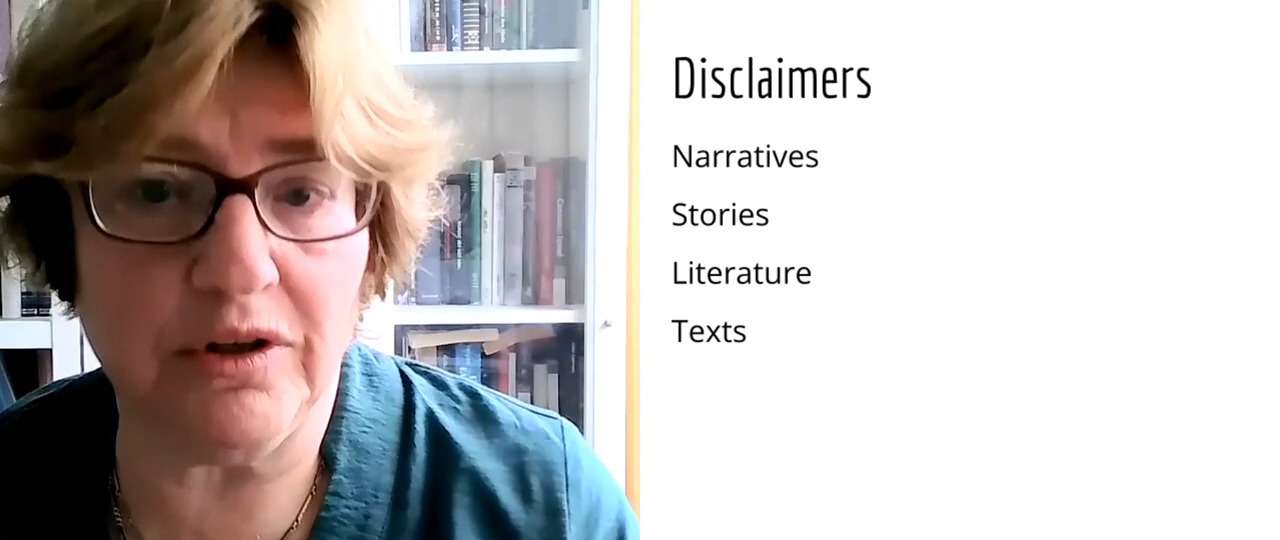 Disclaimers
Narratives
Stories
Literature
Texts